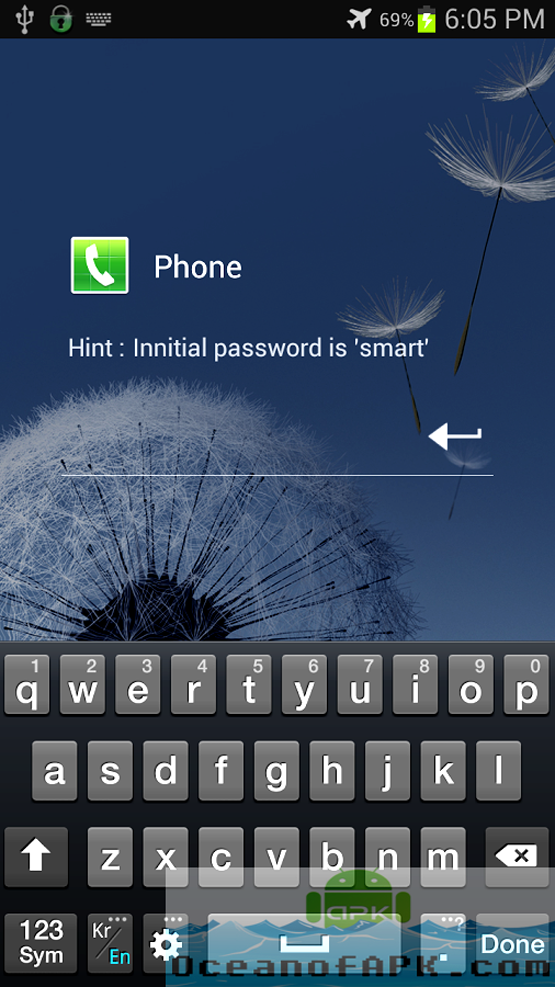 69% 6:05 PM
Phone
Hint : Innitial password is 'smart'
1 2 3 4 5 6 7 8 9 0
q w e r t y u i o p
a s d f g h j k l
z x c v b n m
123 Sym Kr En ... ... ...? . Done
apk
OceanofAPK.com